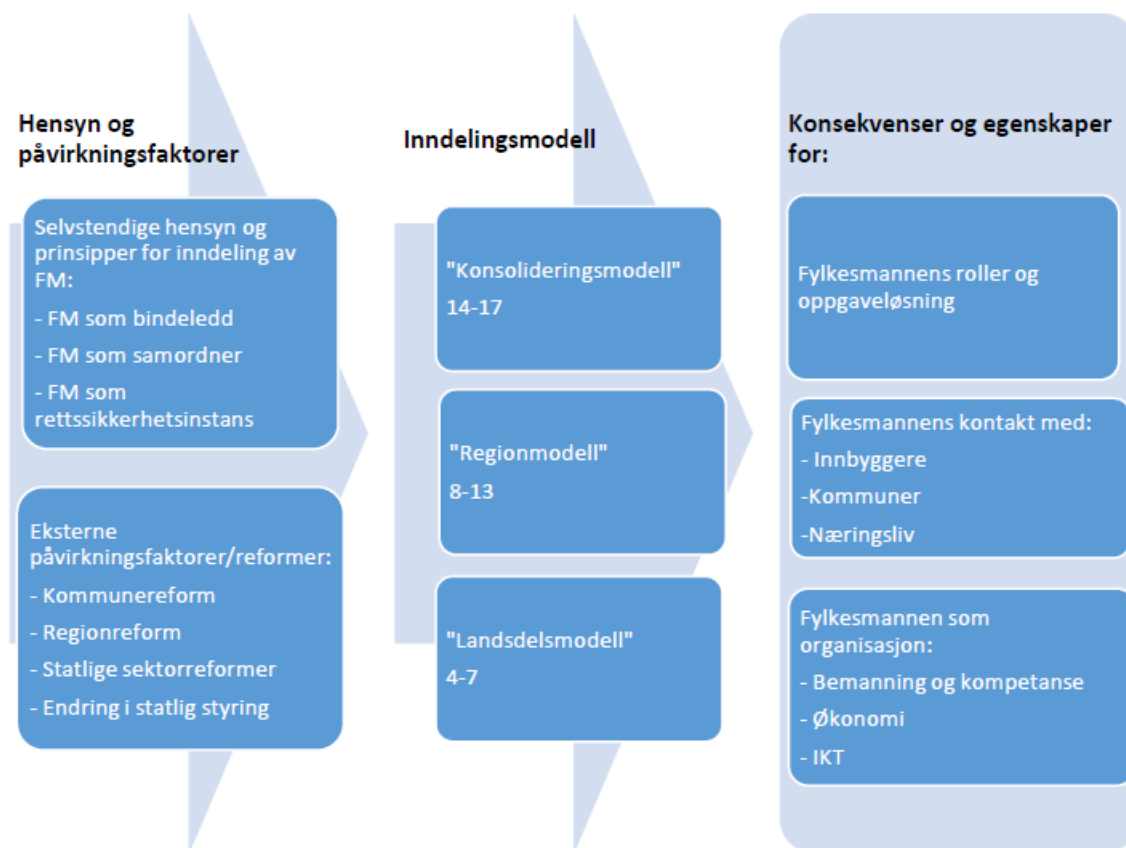 Hensyn og
påvirkningsfaktorer
Selvstendige hensyn og
prinsipper for inndeling av
FM:
- FM som bindeledd
- FM som samordner
- FM som
rettssikkerhetsinstans
Eksterne
påvirkningsfaktorer/reformer:
- Kommunereform
- Regionreform
- Statlige sektorreformer
- Endring i statlig styring
Inndelingsmodell
"Konsolideringsmodell"
14-17
"Regionmodell"
8-13
"Landsdelsmodell"
4-7
Konsekvenser og egenskaper
for:
Fylkesmannens roller og
oppgaveløsning
Fylkesmannens kontakt med:
- Innbyggere
-Kommuner
-Næringsliv
Fylkesmannen som
organisasjon:
- Bemanning og kompetanse
- Økonomi
- IKT